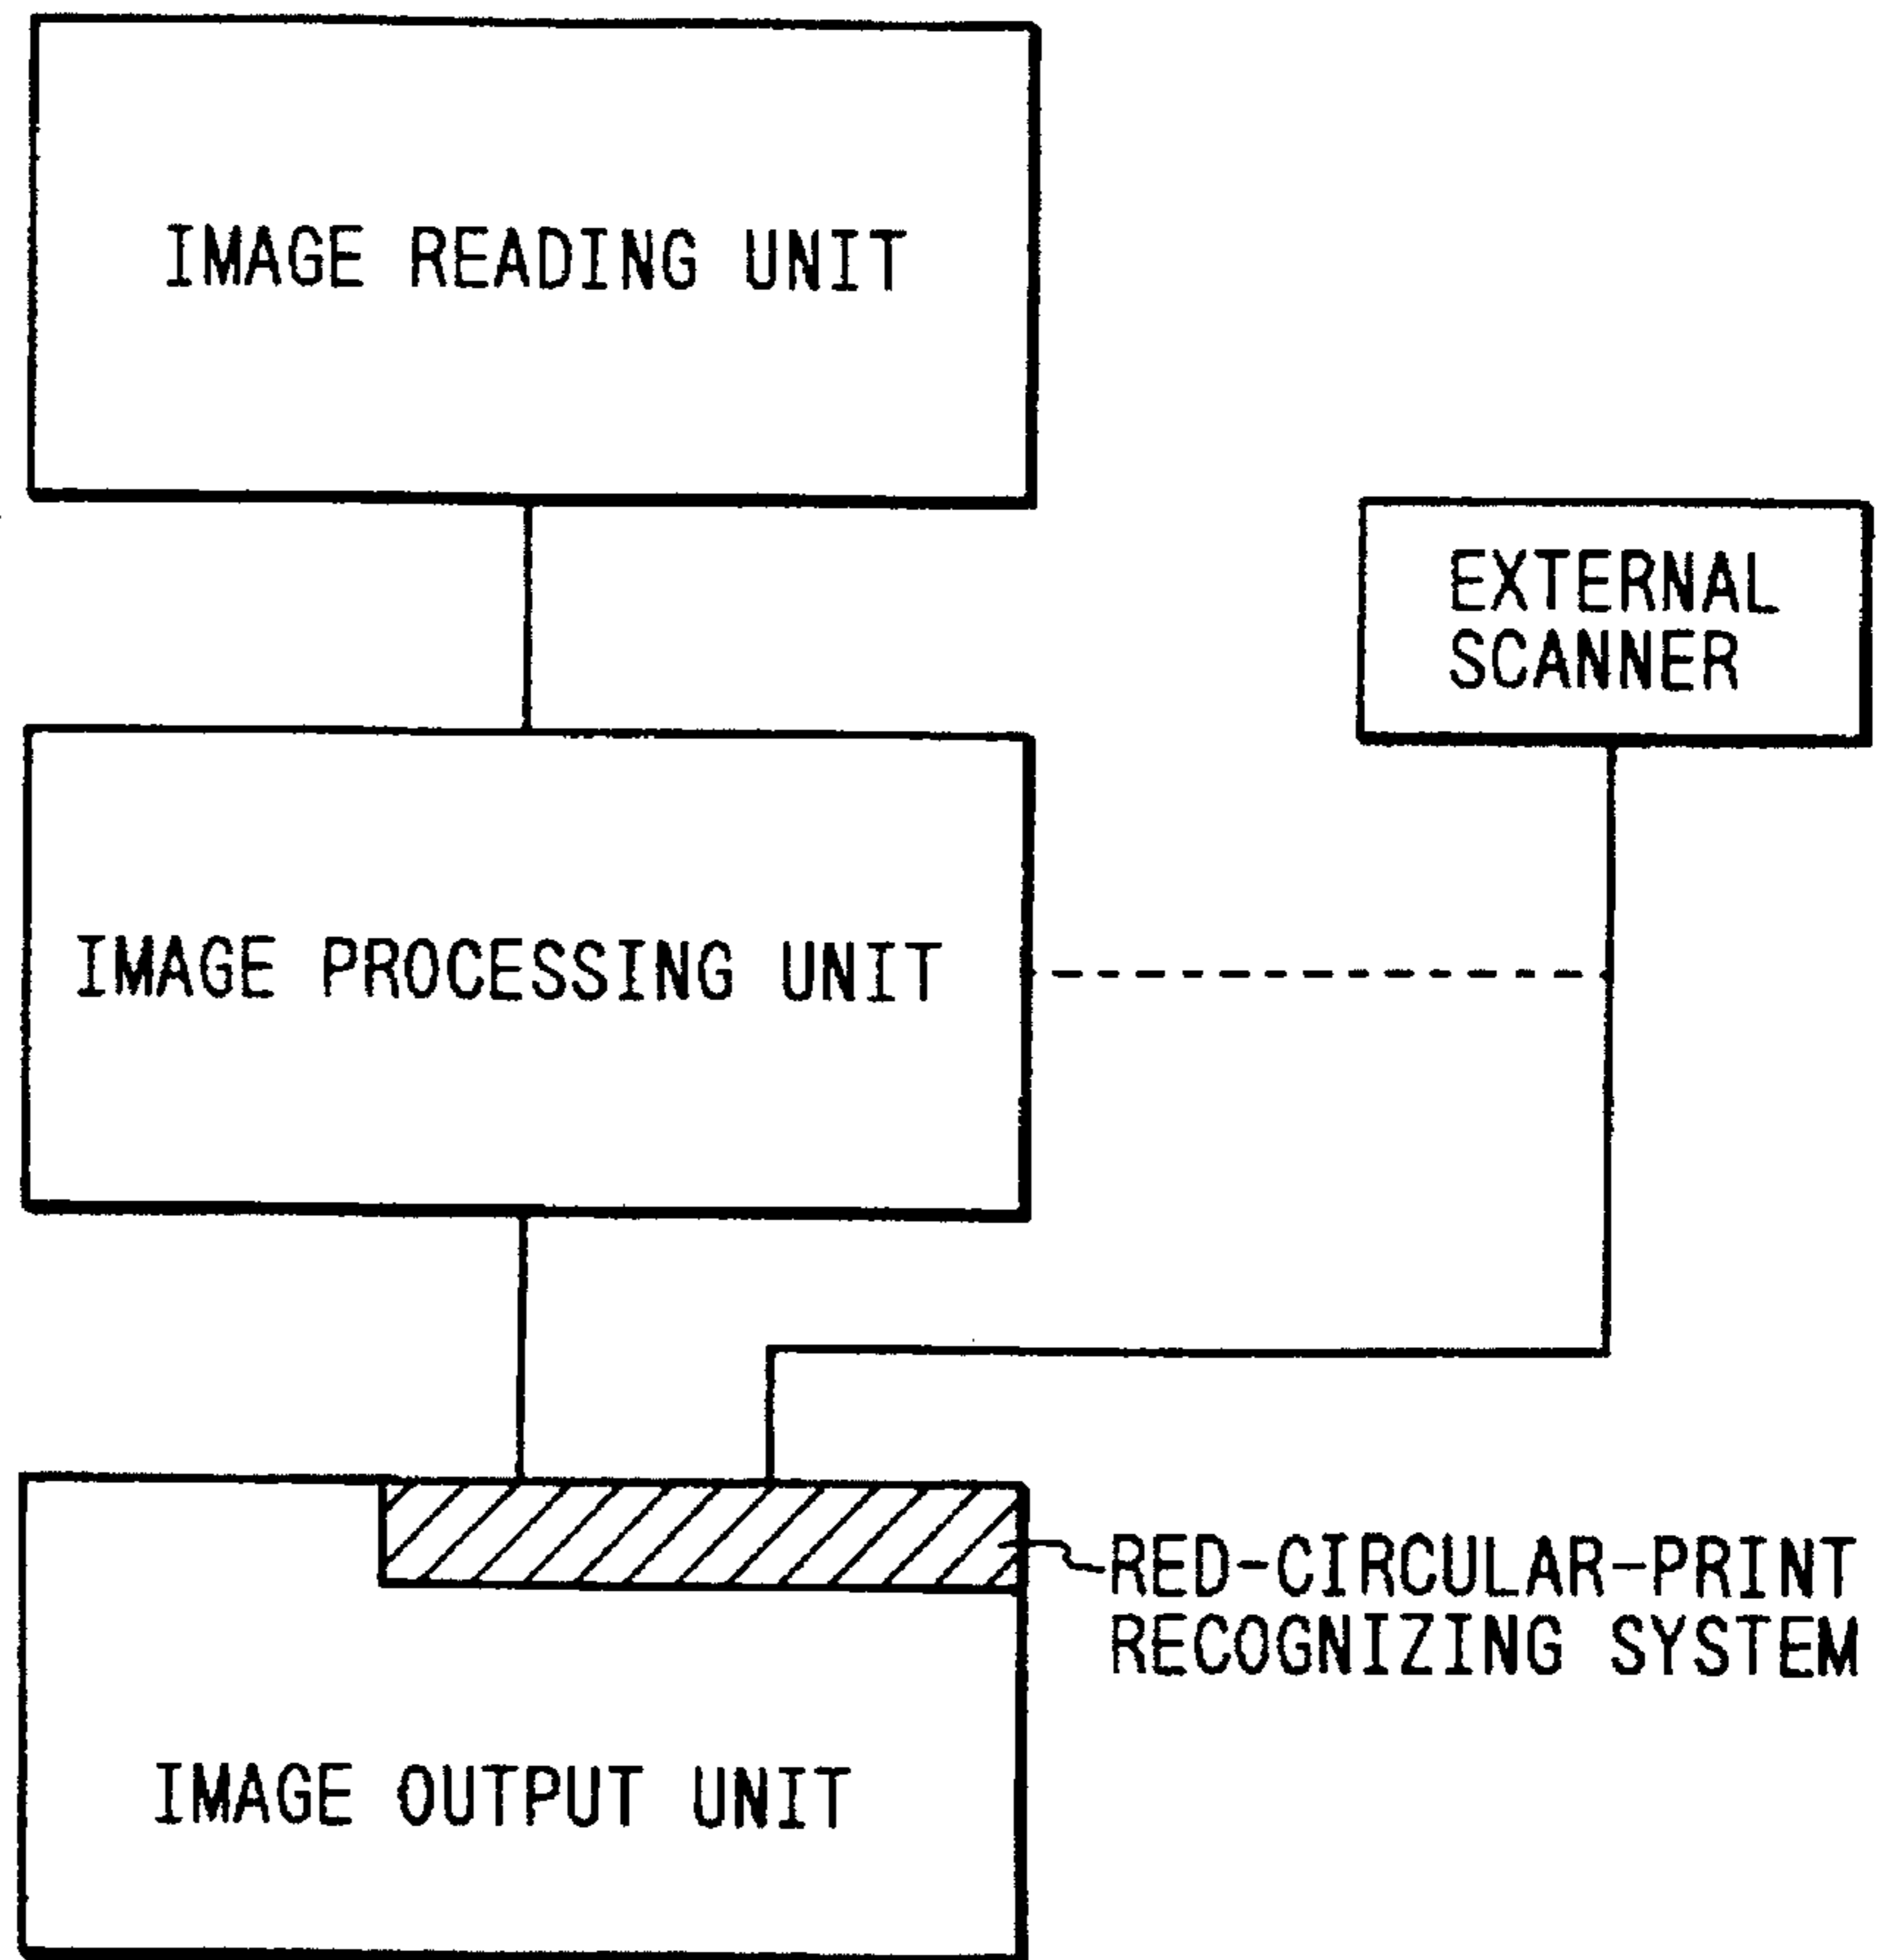 IMAGE READING UNIT
EXTERNAL
SCANNER
IMAGE PROCESSING UNIT
RED-CIRCULAR-PRINT
RECOGNIZING SYSTEM
IMAGE OUTPUT UNIT